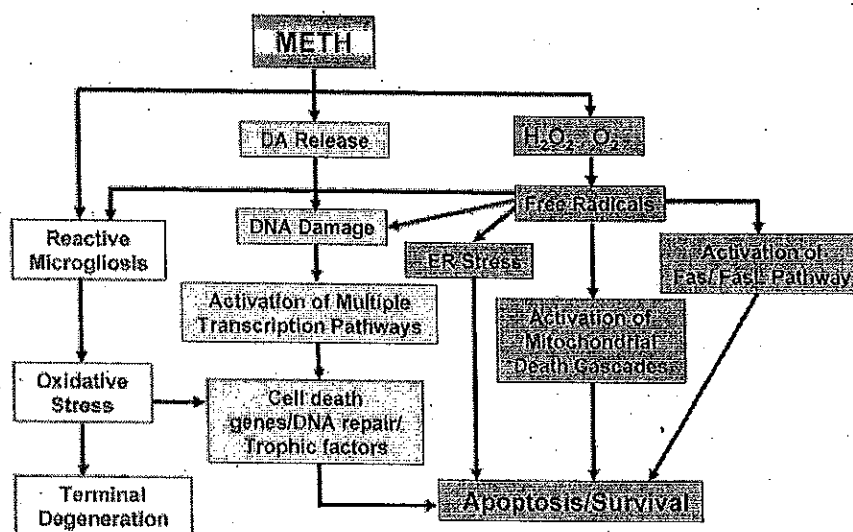 METH
DA Release
H₂O₂ O₂⁻
Free Radicals
Reactive
Microgliosis
DNA Damage
ER Stress
Activation of
Fas/ FasL Pathway
Activation of Multiple
Transcription Pathways
Activation of
Mitochondrial
Death Cascades
Oxidative
Stress
Cell death
genes/DNA repair/
Trophic factors
Terminal
Degeneration
Apoptosis/Survival